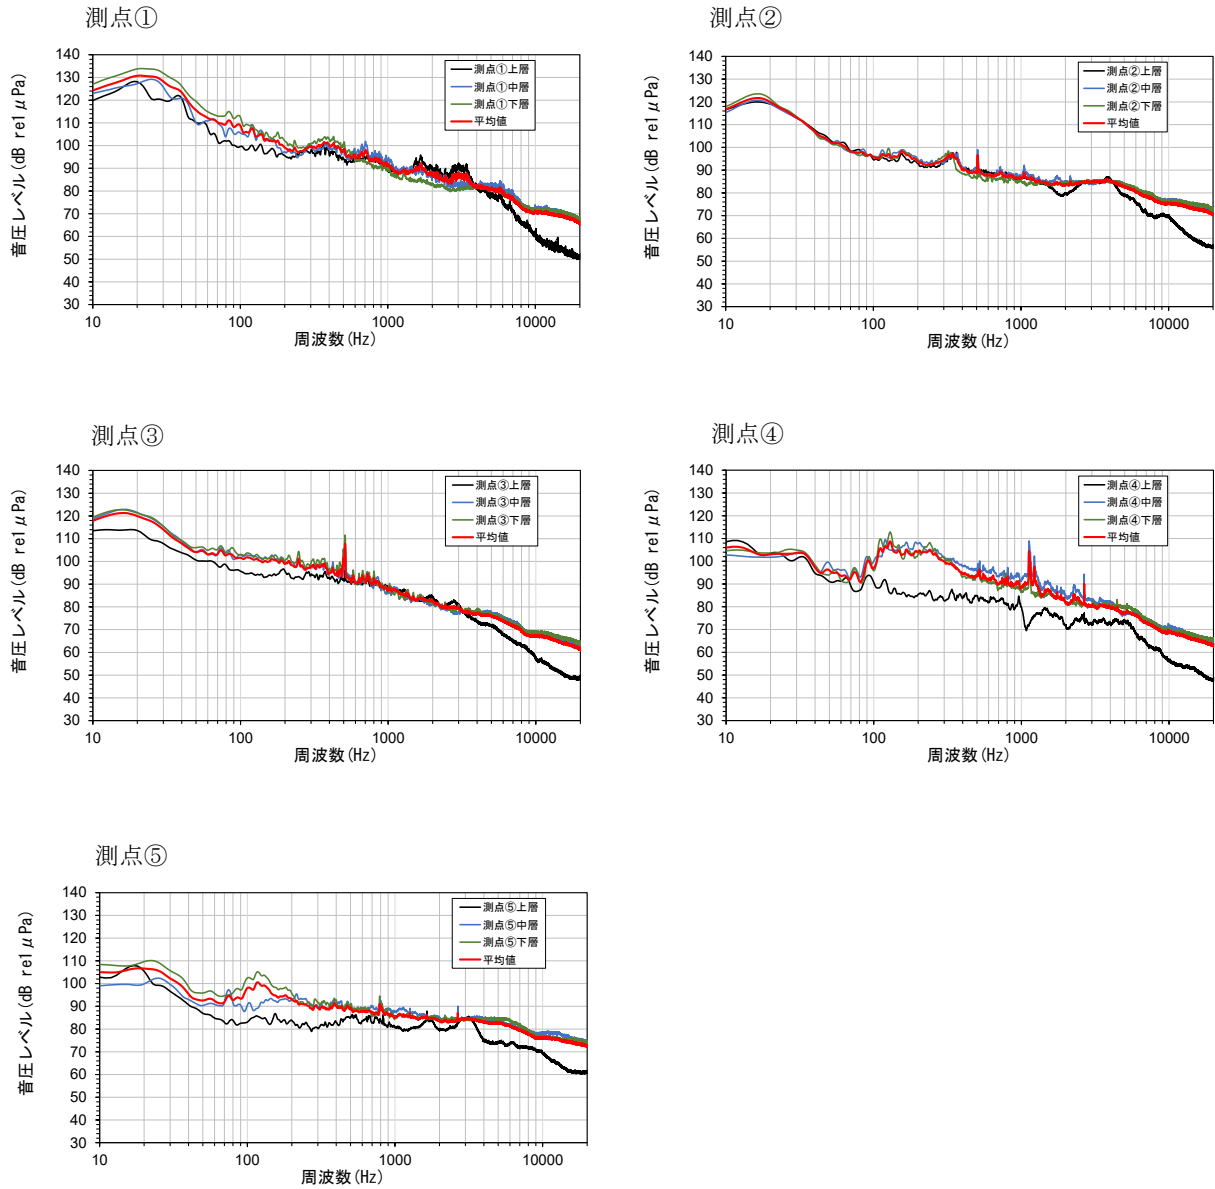 測点①
音圧レベル(dB re1μPa)
140
130
120
110
100
90
80
70
60
50
40
30
測点①上層
測点①中層
測点①下層
平均値
10
100
1000
10000
周波数(Hz)
測点②
音圧レベル(dB re1μPa)
140
130
120
110
100
90
80
70
60
50
40
30
測点②上層
測点②中層
測点②下層
平均値
10
100
1000
10000
周波数(Hz)
測点③
音圧レベル(dB re1μPa)
140
130
120
110
100
90
80
70
60
50
40
30
測点③上層
測点③中層
測点③下層
平均値
10
100
1000
10000
周波数(Hz)
測点④
音圧レベル(dB re1μPa)
140
130
120
110
100
90
80
70
60
50
40
30
測点④上層
測点④中層
測点④下層
平均値
10
100
1000
10000
周波数(Hz)
測点⑤
音圧レベル(dB re1μPa)
140
130
120
110
100
90
80
70
60
50
40
30
測点⑤上層
測点⑤中層
測点⑤下層
平均値
10
100
1000
10000
周波数(Hz)